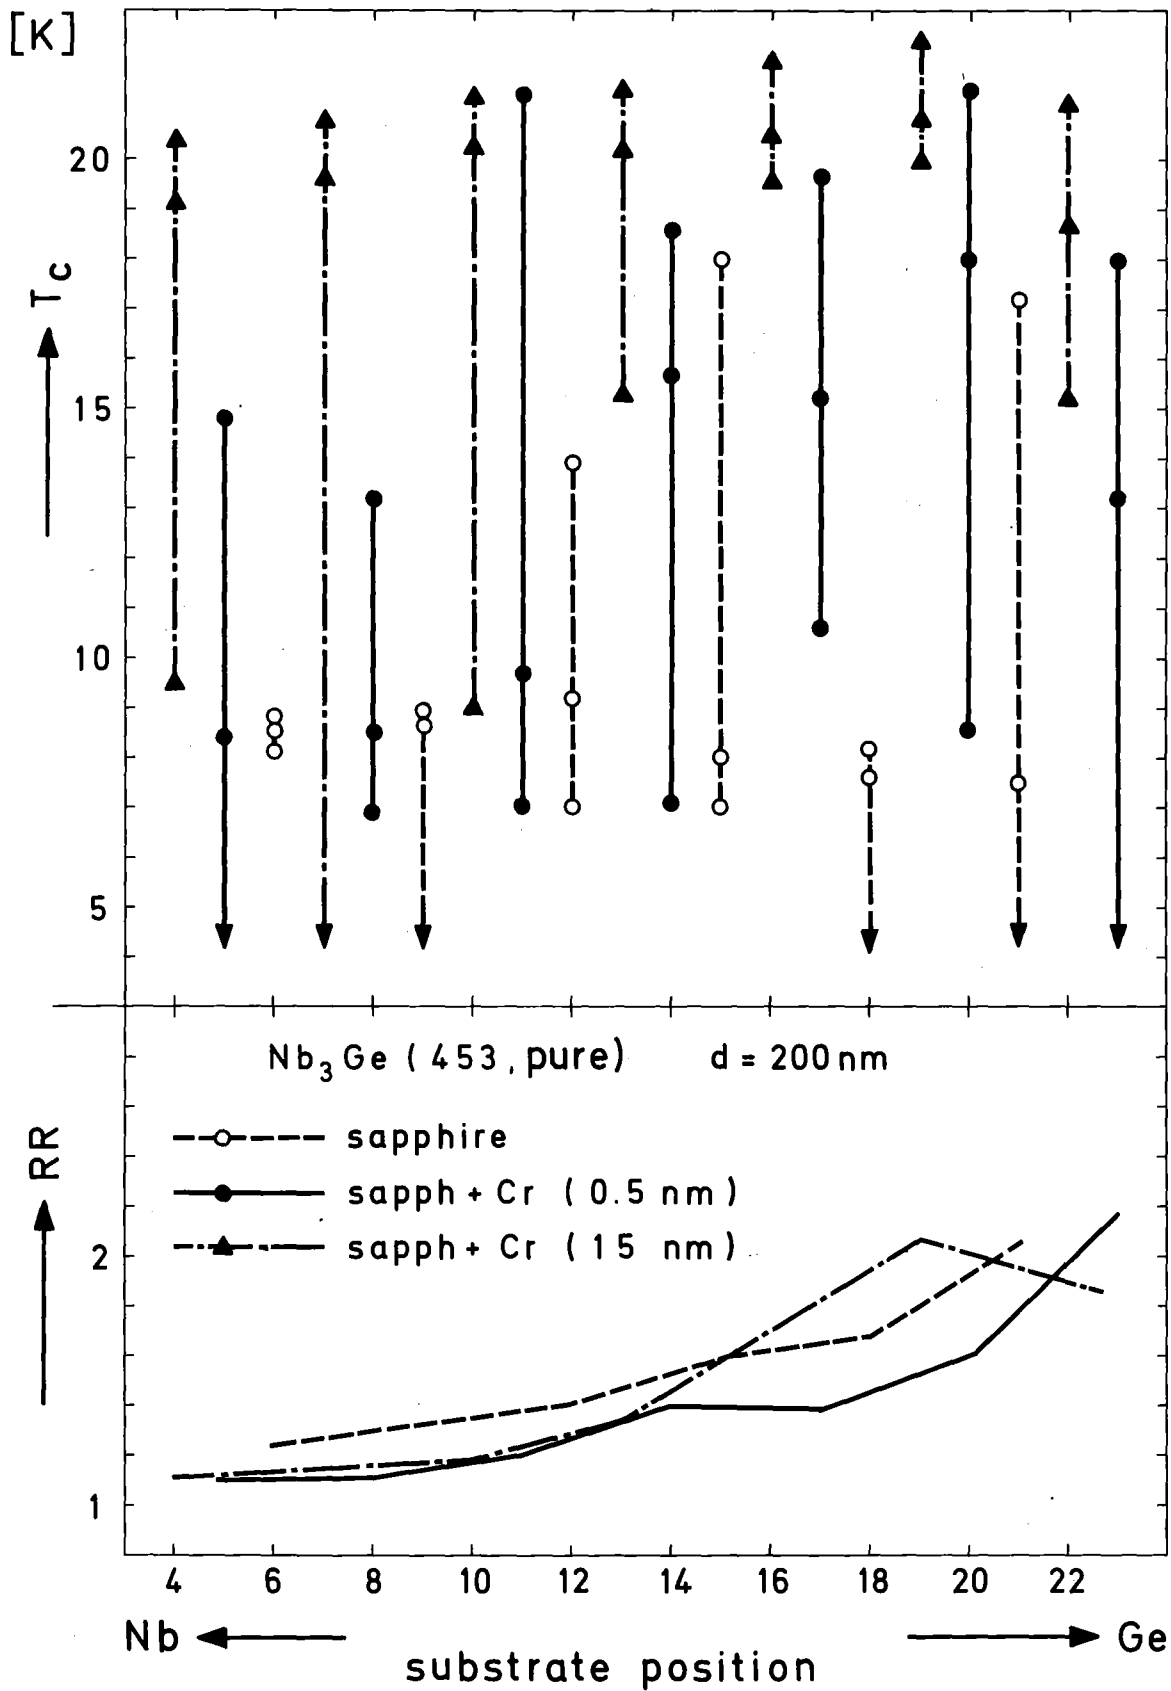 [K]
20
15
10
5
Tc
Nb3Ge (453, pure) d = 200 nm
sapphire
sapph + Cr (0.5 nm)
sapph + Cr (15 nm)
RR
2
1
4 6 8 10 12 14 16 18 20 22
Nb Ge
substrate position